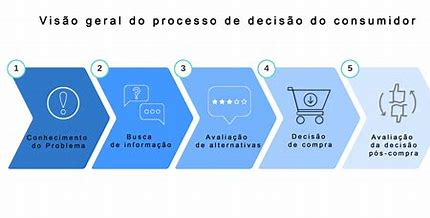 Visão geral do processo de decisão do consumidor
1
2
3
4
5
Conhecimento
do Problema
Busca
de informação
Avaliação
de alternativas
Decisão
de compra
Avaliação
da decisão
pós-compra